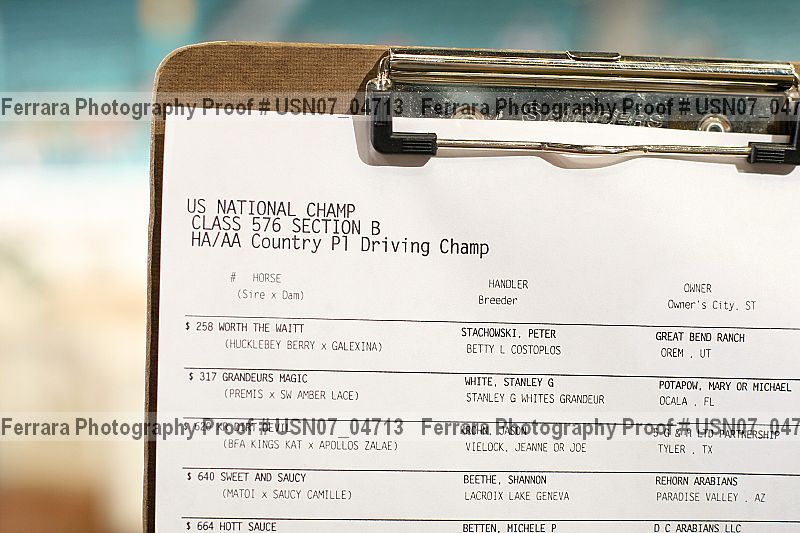 SAUNDERS
Ferrara Photography Proof # USN07_04713 Ferrara Photography Proof # USN07_047
US NATIONAL CHAMP
CLASS 576 SECTION B
HA/AA Country Pl Driving Champ
# HORSE HANDLER OWNER
(Sire x Dam) Breeder Owner's City, ST
$ 258 WORTH THE WAITT STACHOWSKI, PETER GREAT BEND RANCH
(HUCKLEBEY BERRY x GALEXINA) BETTY L COSTOPLOS OREM , UT
$ 317 GRANDEURS MAGIC WHITE, STANLEY G POTAPOW, MARY OR MICHAEL
(PREMIS x SW AMBER LACE) STANLEY G WHITES GRANDEUR OCALA , FL
Ferrara Photography Proof # USN07_04713 Ferrara Photography Proof # USN07_047
$ 620 DIRT DEVIL KROHN, JASON LTD PARTNERSHIP
(BFA KINGS KAT x APOLLOS ZALAE) VIELOCK, JEANNE OR JOE TYLER , TX
$ 640 SWEET AND SAUCY BEETHE, SHANNON REHORN ARABIANS
(MATOI x SAUCY CAMILLE) LACROIX LAKE GENEVA PARADISE VALLEY , AZ
$ 664 HOTT SAUCE BETTEN, MICHELE P D C ARABIANS LLC